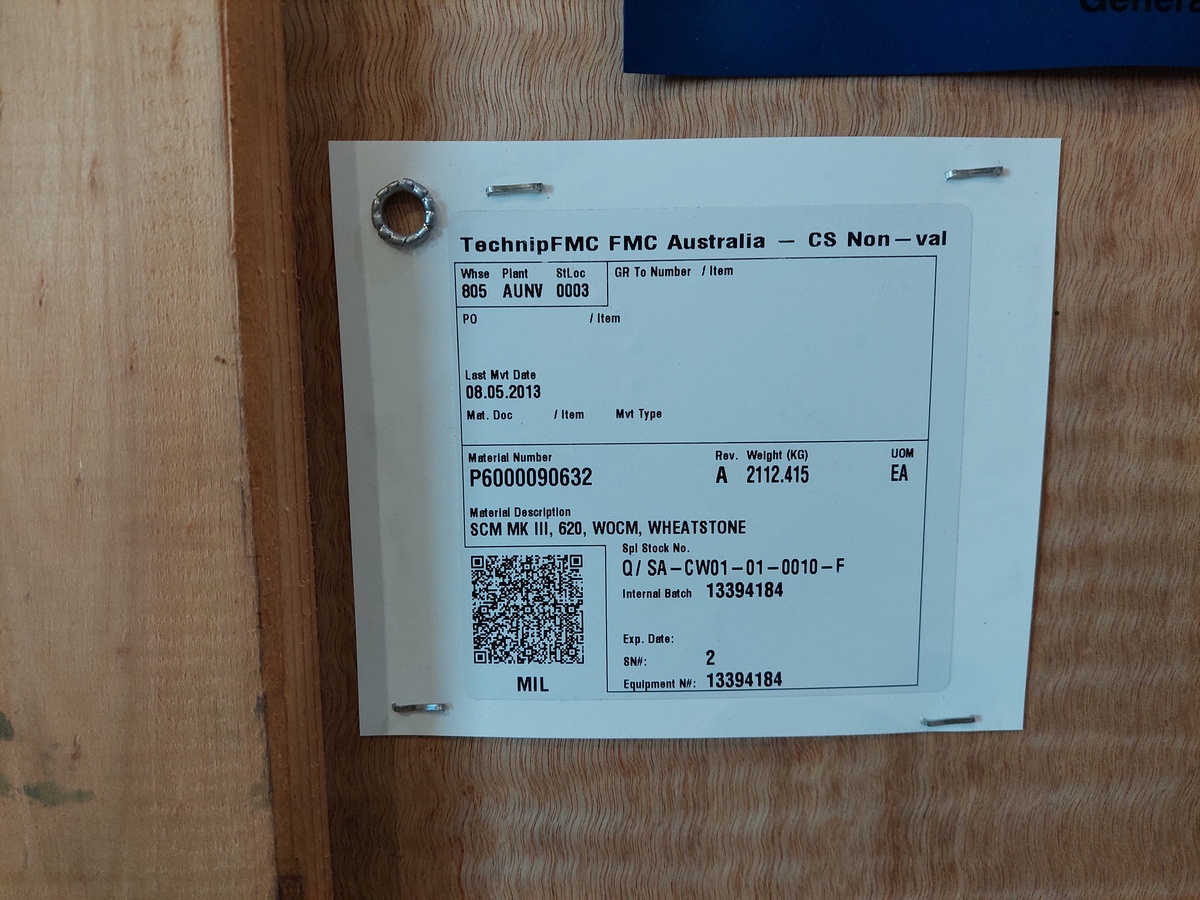 TechnipFMC FMC Australia – CS Non–val
Whse Plant StLoc GR To Number / Item
805 AUNV 0003
PO / Item
Last Mvt Date
08.05.2013
Mat. Doc / Item Mvt Type
Material Number Rev. Weight (KG) UOM
P6000090632 A 2112.415 EA
Material Description
SCM MK III, 620, WOCM, WHEATSTONE
Spl Stock No.
Q/ SA–CW01–01–0010–F
Internal Batch 13394184
Exp. Date:
SN#: 2
MIL
Equipment N#: 13394184